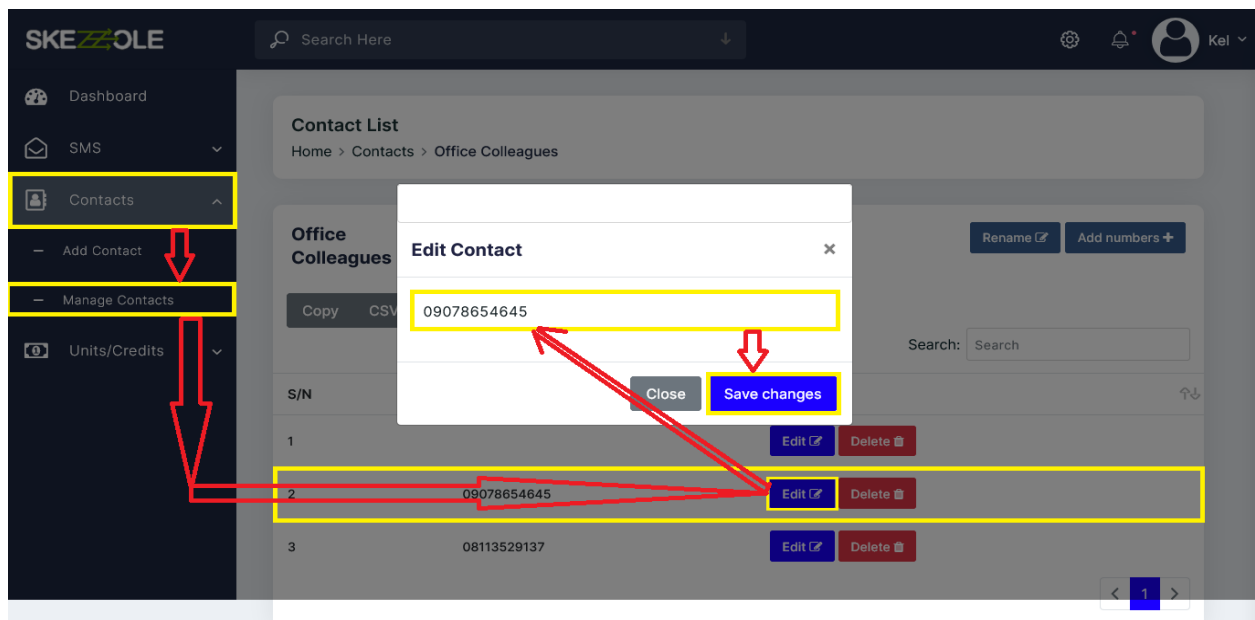 SKEZZOLE
Search Here
Kel
Dashboard
SMS
Contacts
Add Contact
Manage Contacts
Units/Credits
Contact List
Home > Contacts > Office Colleagues
Office
Colleagues
Rename
Add numbers +
Copy CSV
Edit Contact ×
09078654645
Close Save changes
Search: Search
S/N
1 Edit Delete
2 09078654645 Edit Delete
3 08113529137 Edit Delete
< 1 >